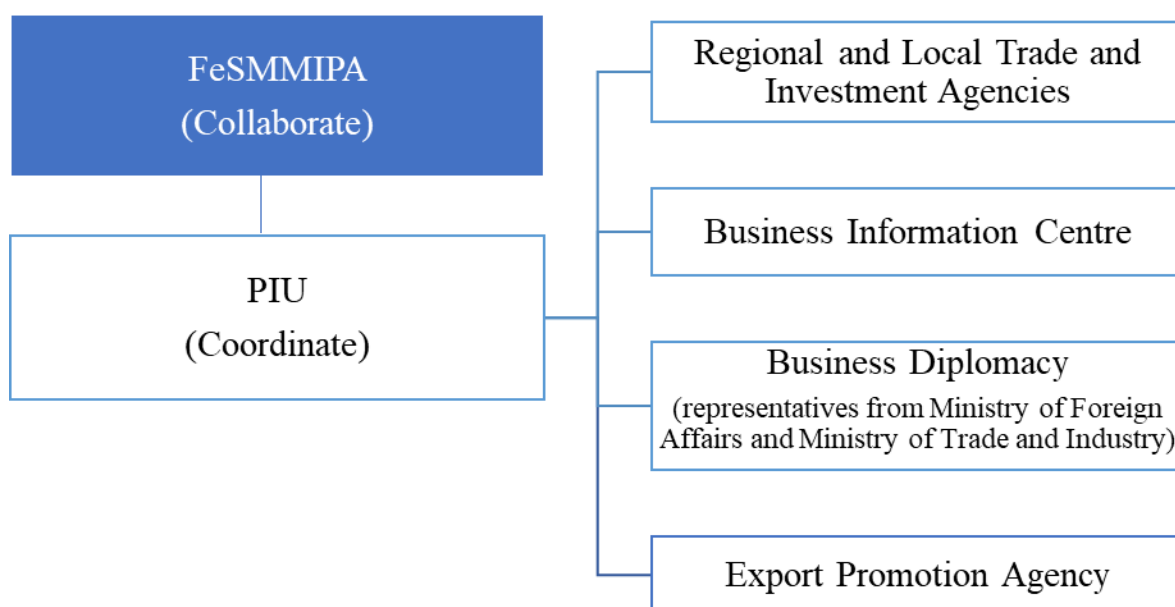 FeSMMIPA
(Collaborate)
PIU
(Coordinate)
Regional and Local Trade and
Investment Agencies
Business Information Centre
Business Diplomacy
(representatives from Ministry of Foreign
Affairs and Ministry of Trade and Industry)
Export Promotion Agency